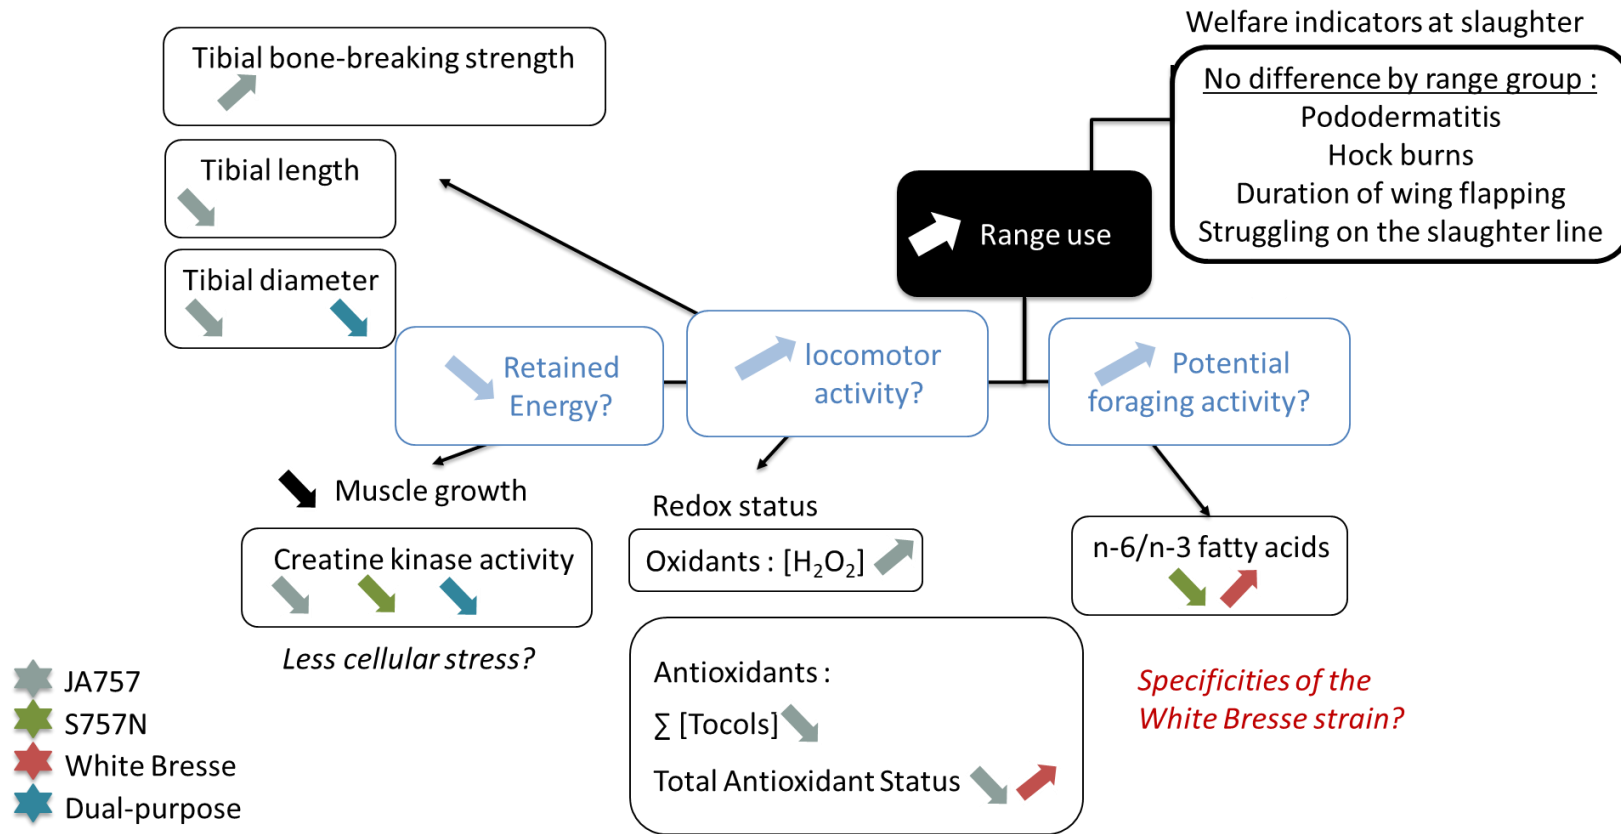 Welfare indicators at slaughter
No difference by range group :
Pododermatitis
Hock burns
Duration of wing flapping
Struggling on the slaughter line
Range use
Tibial bone-breaking strength
Tibial length
Tibial diameter
Retained
Energy?
locomotor
activity?
Potential
foraging activity?
Muscle growth
Creatine kinase activity
Less cellular stress?
Redox status
Oxidants : [H₂O₂]
Antioxidants :
∑ [Tocols]
Total Antioxidant Status
n-6/n-3 fatty acids
Specificities of the
White Bresse strain?
JA757
S757N
White Bresse
Dual-purpose